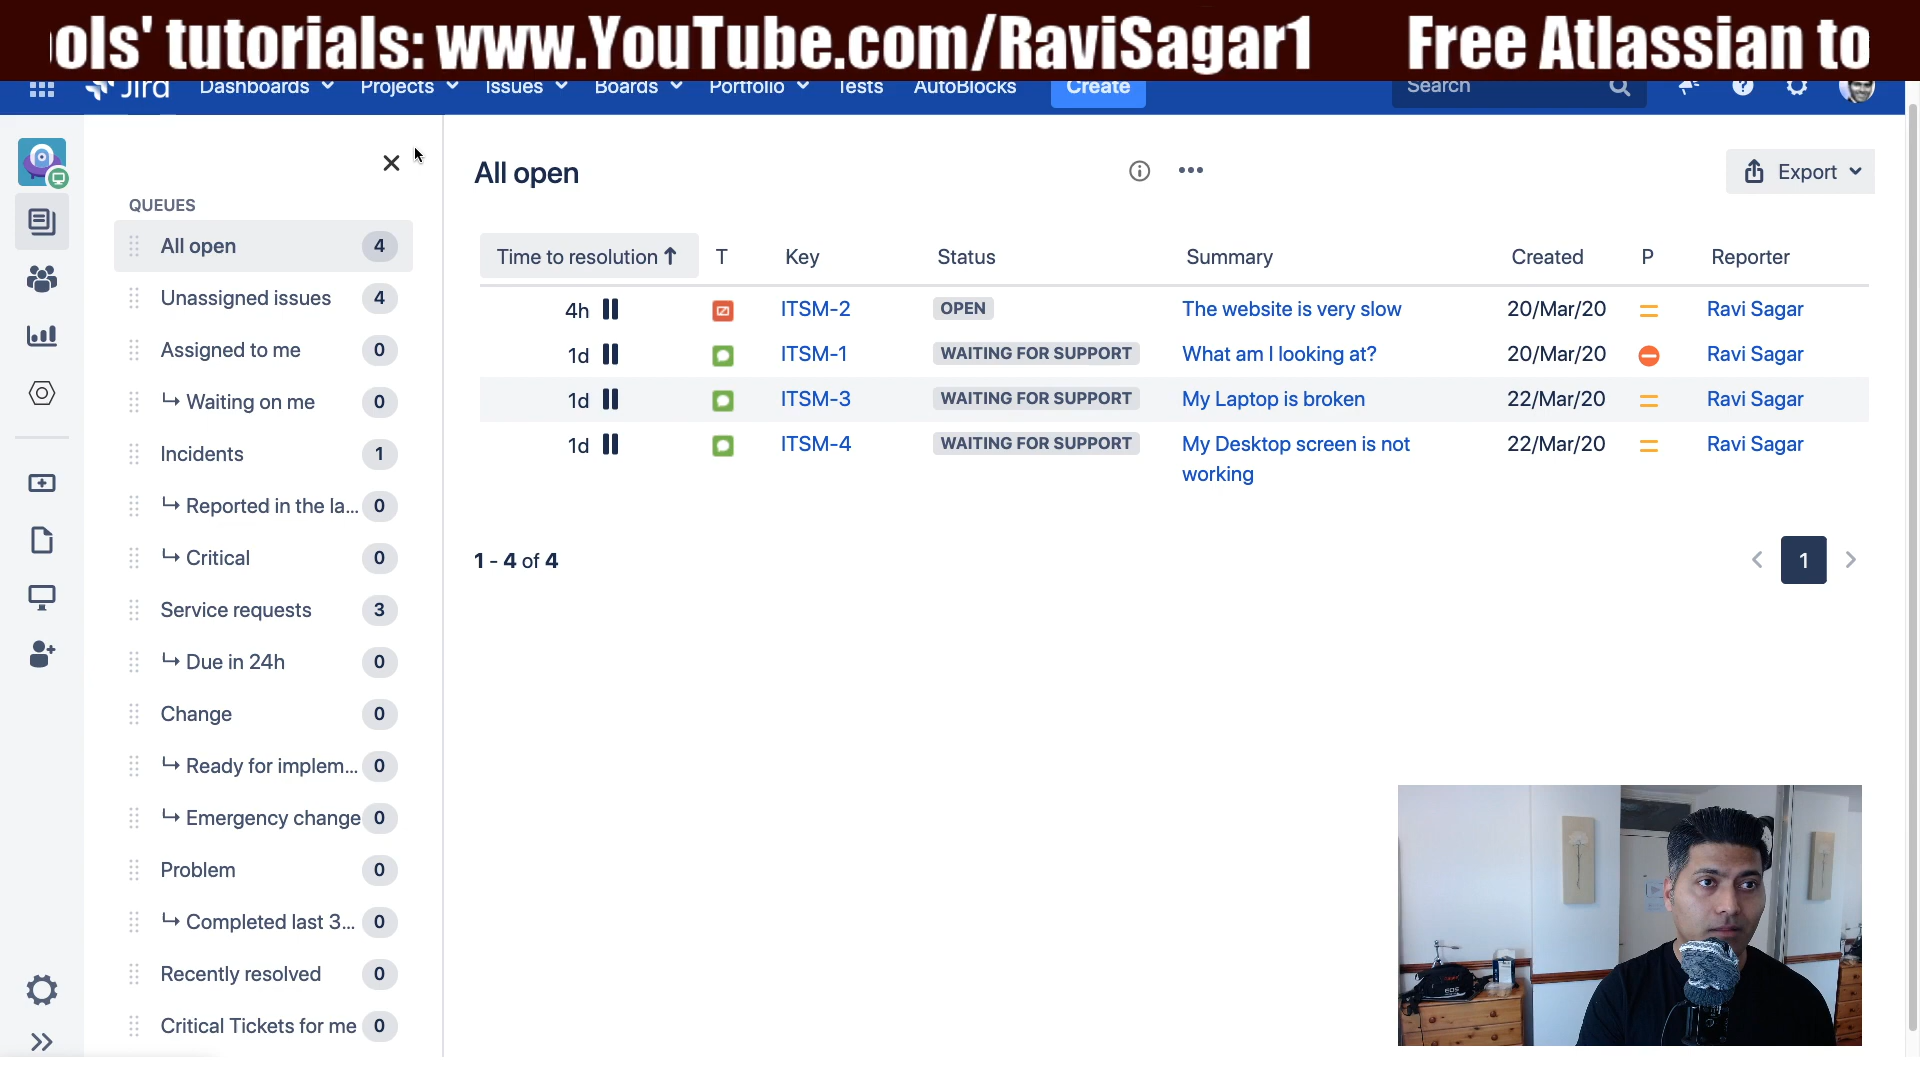 ols' tutorials: www.YouTube.com/RaviSagar1 Free Atlassian to
Jira Dashboards Projects Issues Boards Portfolio Tests AutoBlocks Create Search
All open
Export
QUEUES
All open 4
Unassigned issues 4
Assigned to me 0
Waiting on me 0
Incidents 1
Reported in the la... 0
Critical 0
Service requests 3
Due in 24h 0
Change 0
Ready for implem... 0
Emergency change 0
Problem 0
Completed last 3... 0
Recently resolved 0
Critical Tickets for me 0
Time to resolution T Key Status Summary Created P Reporter
4h ITSM-2 OPEN The website is very slow 20/Mar/20 Ravi Sagar
1d ITSM-1 WAITING FOR SUPPORT What am I looking at? 20/Mar/20 Ravi Sagar
1d ITSM-3 WAITING FOR SUPPORT My Laptop is broken 22/Mar/20 Ravi Sagar
1d ITSM-4 WAITING FOR SUPPORT My Desktop screen is not 22/Mar/20 Ravi Sagar
working
1 - 4 of 4
1